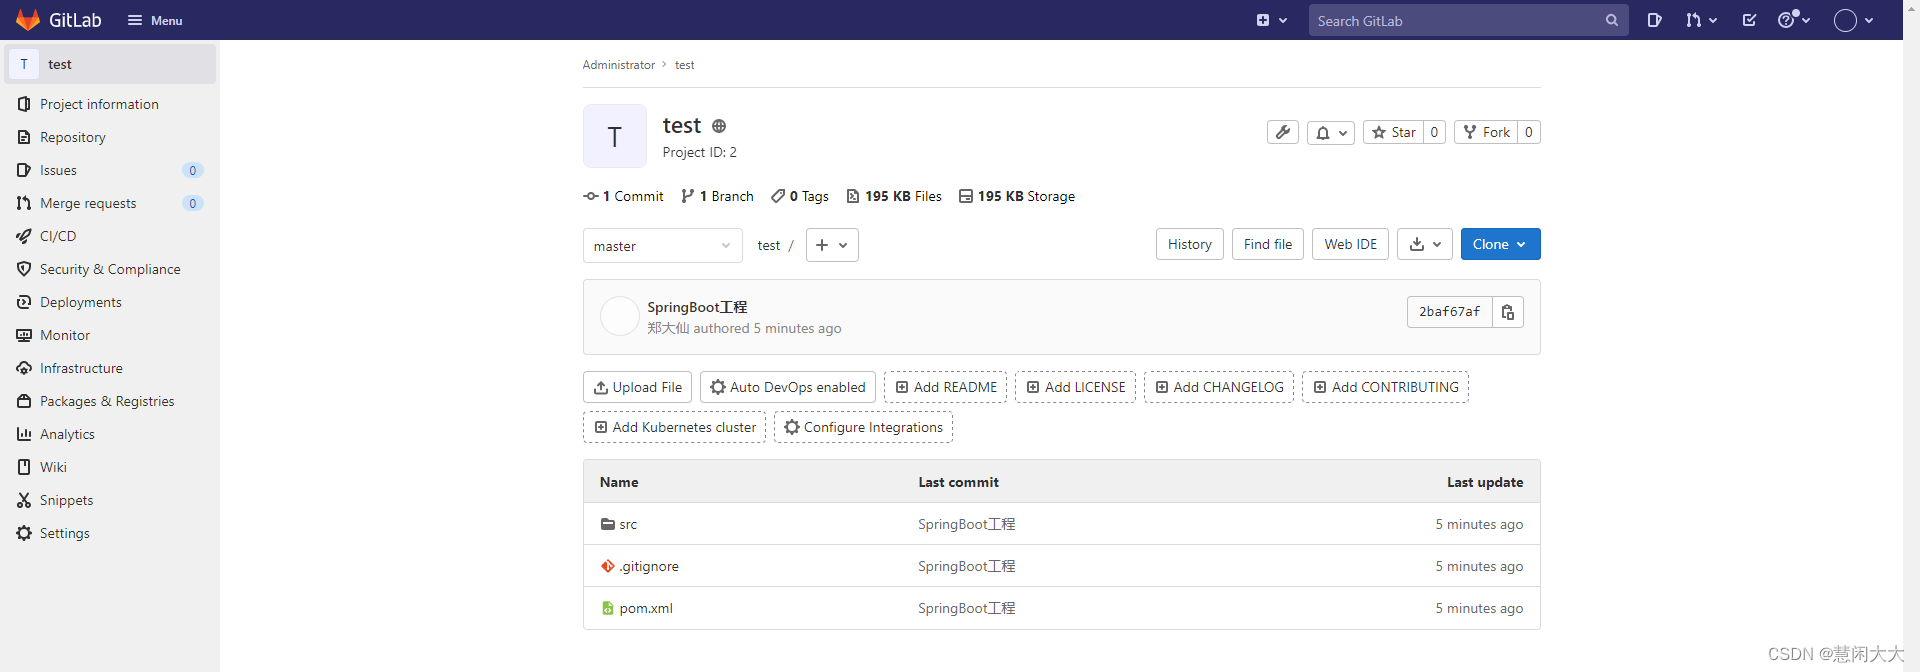 GitLab Menu Search GitLab
T test
Project information
Repository
Issues 0
Merge requests 0
CI/CD
Security & Compliance
Deployments
Monitor
Infrastructure
Packages & Registries
Analytics
Wiki
Snippets
Settings
Administrator > test
T
test
Project ID: 2
Star 0 Fork 0
1 Commit 1 Branch 0 Tags 195 KB Files 195 KB Storage
master test / + History Find file Web IDE Clone
SpringBoot工程
郑大仙 authored 5 minutes ago
2baf67af
Upload File Auto DevOps enabled Add README Add LICENSE Add CHANGELOG Add CONTRIBUTING
Add Kubernetes cluster Configure Integrations
Name Last commit Last update
src SpringBoot工程 5 minutes ago
.gitignore SpringBoot工程 5 minutes ago
pom.xml SpringBoot工程 5 minutes ago
CSDN @慧闲大大